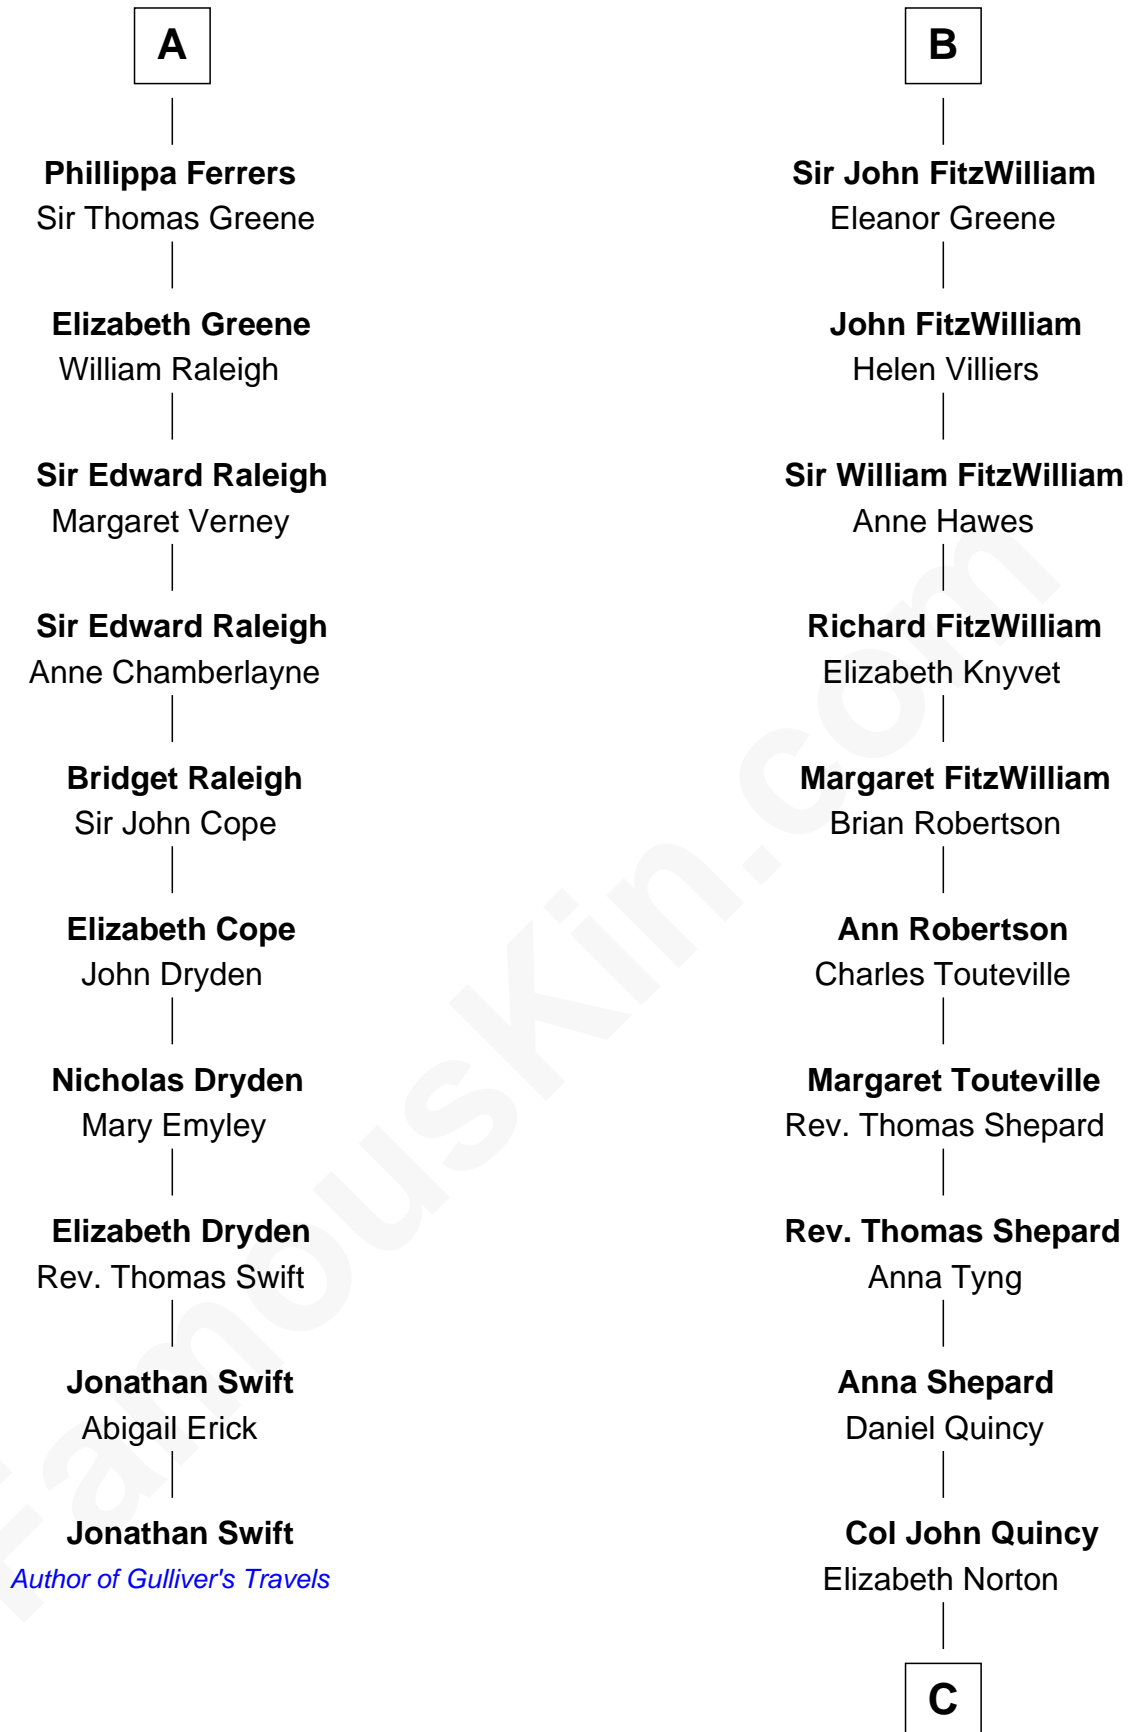 A
Phillippa Ferrers
Sir Thomas Greene
Elizabeth Greene
William Raleigh
Sir Edward Raleigh
Margaret Verney
Sir Edward Raleigh
Anne Chamberlayne
Bridget Raleigh
Sir John Cope
Elizabeth Cope
John Dryden
Nicholas Dryden
Mary Emyley
Elizabeth Dryden
Rev. Thomas Swift
Jonathan Swift
Abigail Erick
Jonathan Swift
Author of Gulliver's Travels
B
Sir John FitzWilliam
Eleanor Greene
John FitzWilliam
Helen Villiers
Sir William FitzWilliam
Anne Hawes
Richard FitzWilliam
Elizabeth Knyvet
Margaret FitzWilliam
Brian Robertson
Ann Robertson
Charles Touteville
Margaret Touteville
Rev. Thomas Shepard
Rev. Thomas Shepard
Anna Tyng
Anna Shepard
Daniel Quincy
Col John Quincy
Elizabeth Norton
C
FamousKin.com